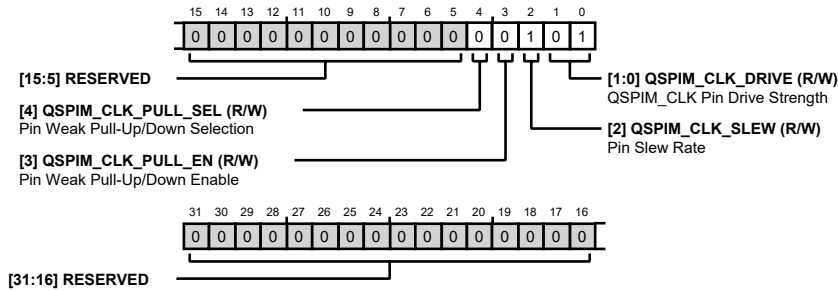 15 14 13 12 11 10 9 8 7 6 5 4 3 2 1 0
0 0 0 0 0 0 0 0 0 0 0 0 0 1 0 1
[15:5] RESERVED
[1:0] QSPIM_CLK_DRIVE (R/W)
QSPIM_CLK Pin Drive Strength
[4] QSPIM_CLK_PULL_SEL (R/W)
Pin Weak Pull-Up/Down Selection
[2] QSPIM_CLK_SLEW (R/W)
Pin Slew Rate
[3] QSPIM_CLK_PULL_EN (R/W)
Pin Weak Pull-Up/Down Enable
31 30 29 28 27 26 25 24 23 22 21 20 19 18 17 16
0 0 0 0 0 0 0 0 0 0 0 0 0 0 0 0
[31:16] RESERVED